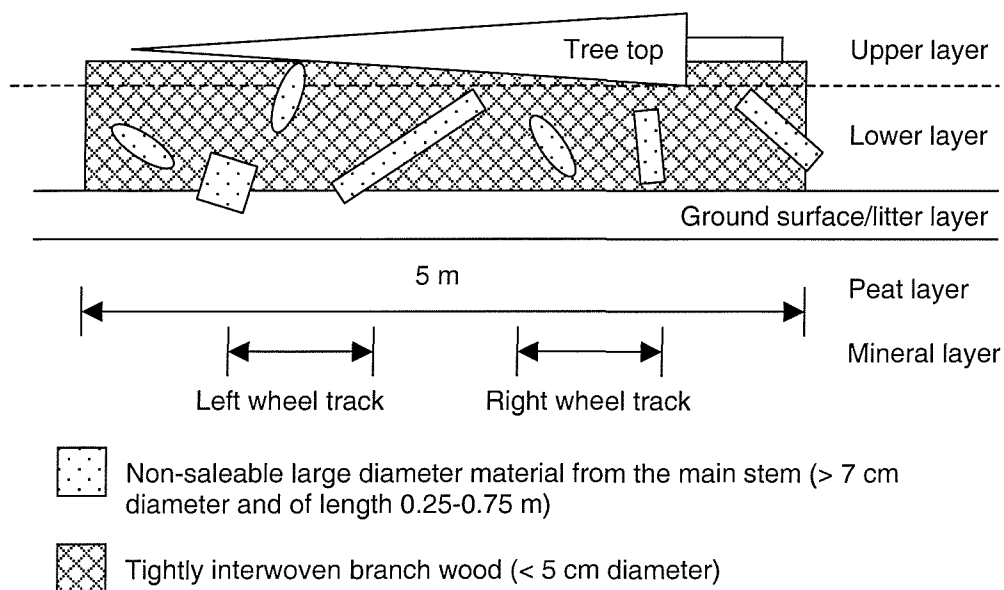 Tree top
Upper layer
Lower layer
Ground surface/litter layer
5 m
Peat layer
Mineral layer
Left wheel track
Right wheel track
Non-saleable large diameter material from the main stem (> 7 cm
diameter and of length 0.25-0.75 m)
Tightly interwoven branch wood (< 5 cm diameter)